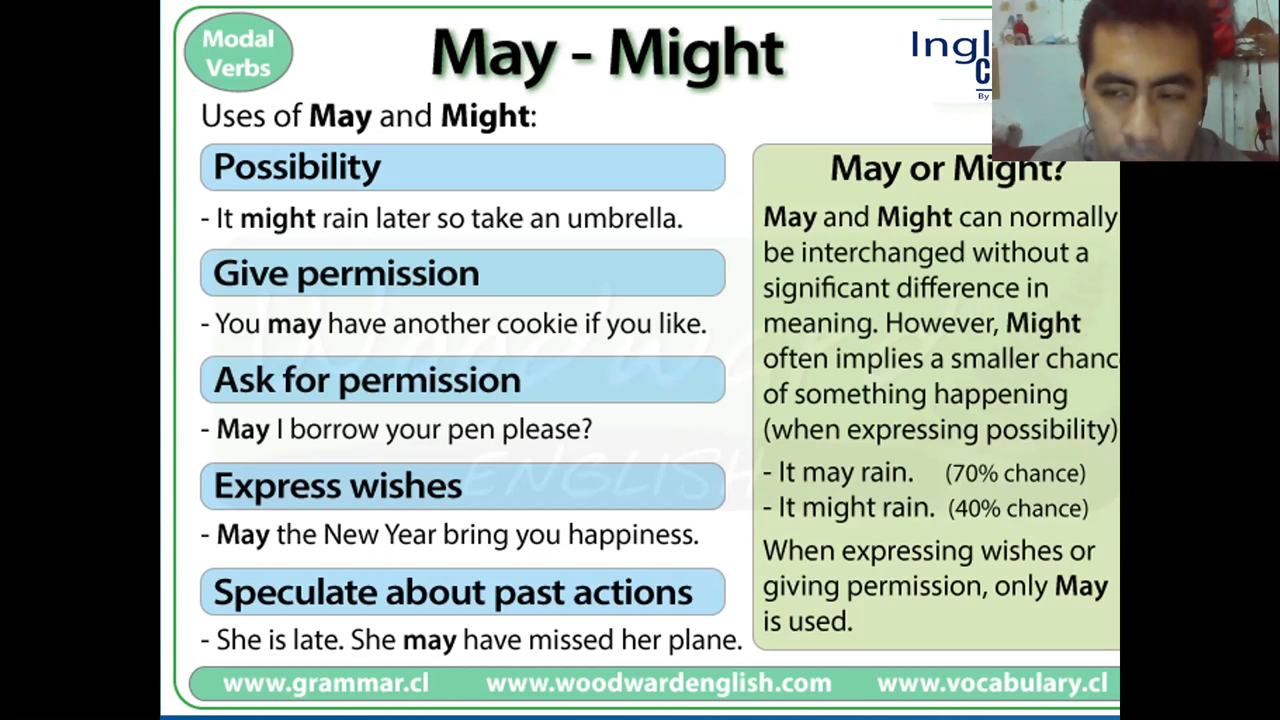 Modal
Verbs
May - Might
Ingl
C
By
Uses of May and Might:
Possibility
- It might rain later so take an umbrella.
Give permission
- You may have another cookie if you like.
Ask for permission
- May I borrow your pen please?
Express wishes
- May the New Year bring you happiness.
Speculate about past actions
- She is late. She may have missed her plane.
May or Might?
May and Might can normally
be interchanged without a
significant difference in
meaning. However, Might
often implies a smaller chanc
of something happening
(when expressing possibility)
- It may rain. (70% chance)
- It might rain. (40% chance)
When expressing wishes or
giving permission, only May
is used.
Woodward
ENGLISH
www.grammar.cl www.woodwardenglish.com www.vocabulary.cl